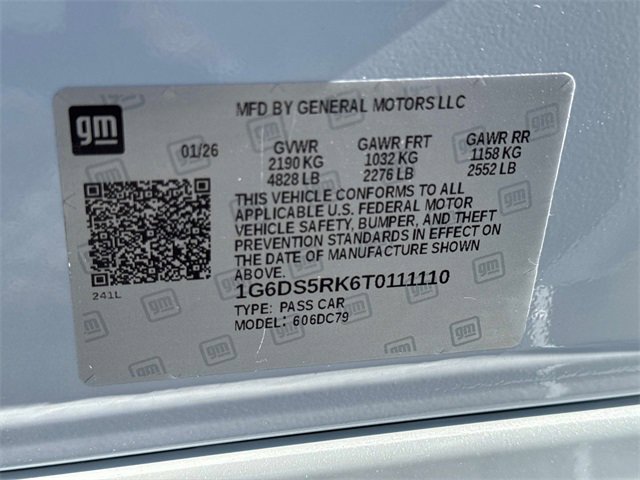 gm
MFD BY GENERAL MOTORS LLC
01/26
GVWR GAWR FRT GAWR RR
2190 KG 1032 KG 1158 KG
4828 LB 2276 LB 2552 LB
THIS VEHICLE CONFORMS TO ALL
APPLICABLE U.S. FEDERAL MOTOR
VEHICLE SAFETY, BUMPER, AND THEFT
PREVENTION STANDARDS IN EFFECT ON
THE DATE OF MANUFACTURE SHOWN
ABOVE.
241L
1G6DS5RK6T0111110
TYPE: PASS CAR
MODEL: 606DC79